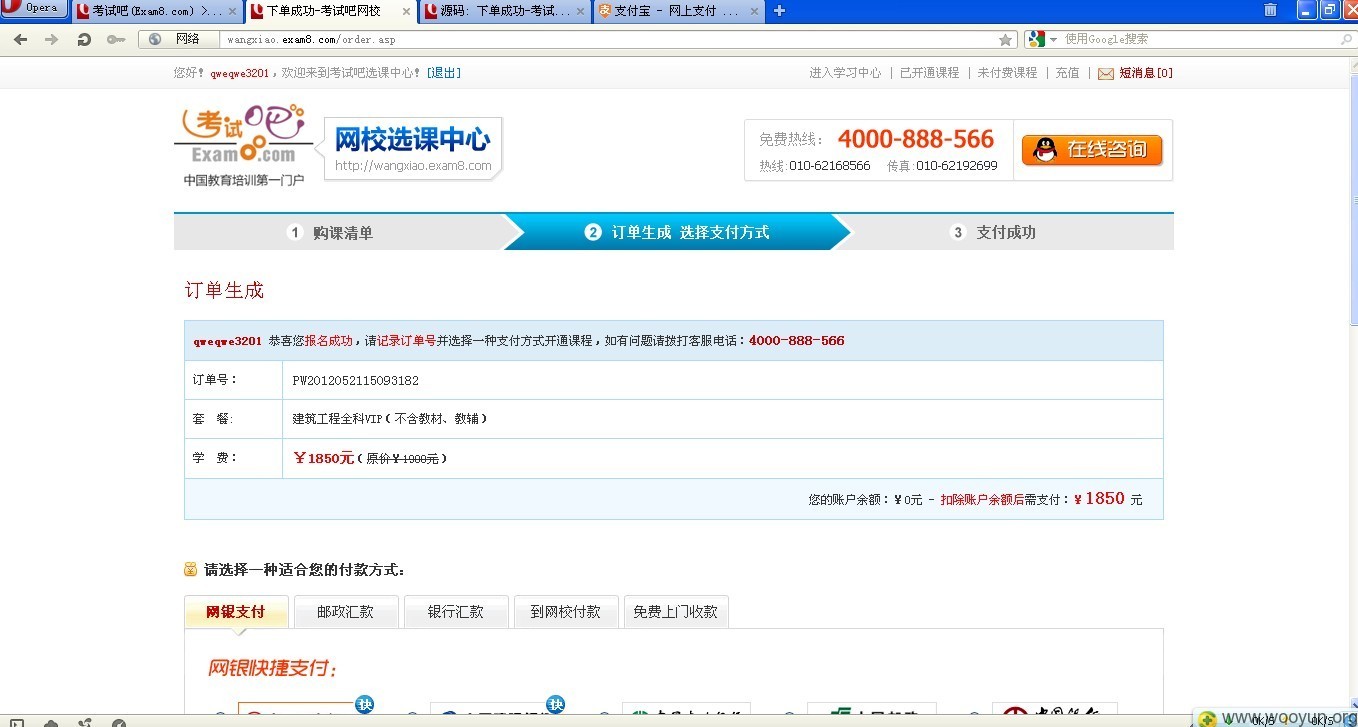 Opera
考试吧(Exam8.com) >...
下单成功-考试吧网校
源码: 下单成功-考试...
支付宝 - 网上支付 ...
网络 wangxiao.exam8.com/order.asp
使用Google搜索
您好! qweqwe3201，欢迎来到考试吧选课中心! [退出]
进入学习中心 | 已开通课程 | 未付费课程 | 充值 | 短消息[0]
考试吧
Exam8.com
中国教育培训第一门户
网校选课中心
http://wangxiao.exam8.com
免费热线： 4000-888-566
热线:010-62168566 传真:010-62192699
在线咨询
1 购课清单
2 订单生成 选择支付方式
3 支付成功
订单生成
qweqwe3201 恭喜您报名成功，请记录订单号并选择一种支付方式开通课程，如有问题请拨打客服电话：4000-888-566
订单号： PW2012052115093182
套 餐: 建筑工程全科VIP（不含教材、教辅）
学 费： ￥1850元（原价￥1900元）
您的账户余额：￥0元 - 扣除账户余额后需支付：￥1850 元
请选择一种适合您的付款方式：
网银支付 邮政汇款 银行汇款 到网校付款 免费上门收款
网银快捷支付：
快 快
www.wooyun.org
0K/S 0K/S